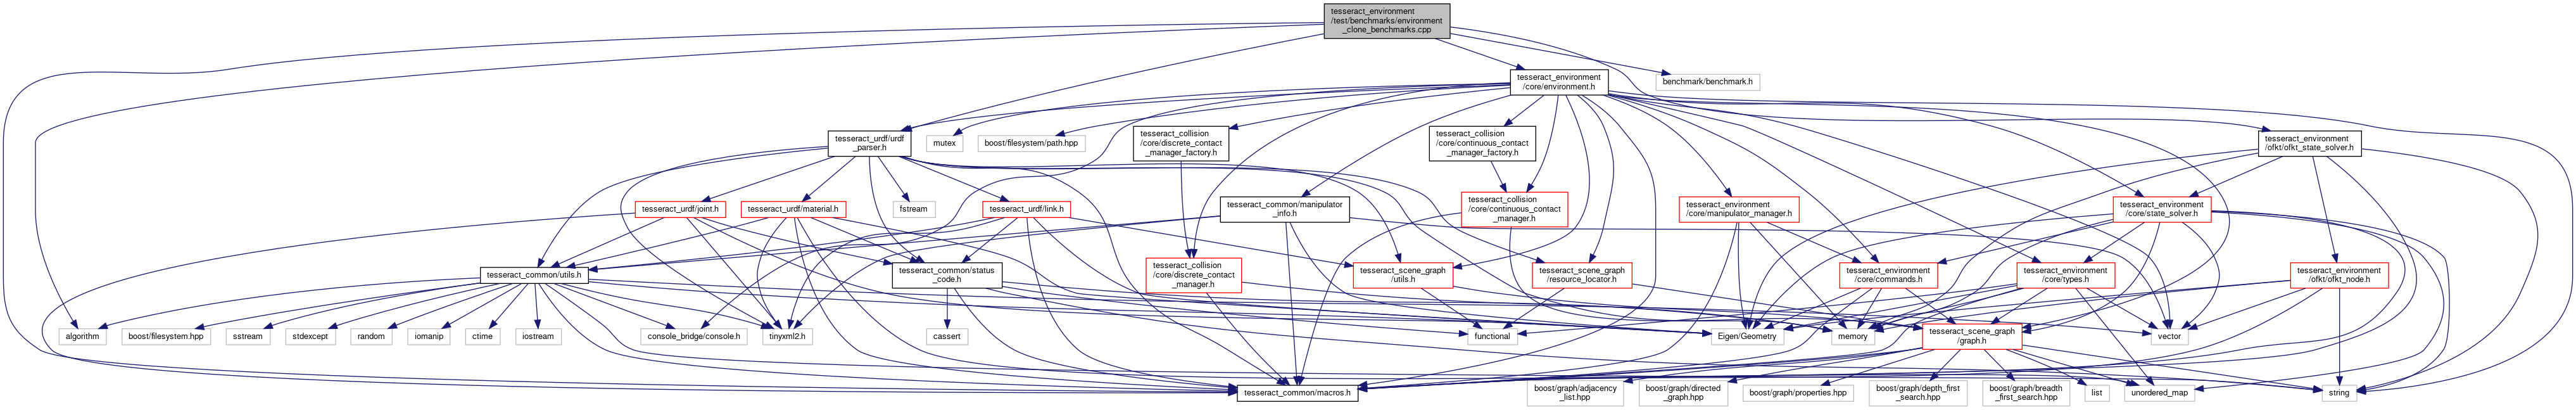 tesseract_environment
/test/benchmarks/environment
_clone_benchmarks.cpp
tesseract_environment
/core/environment.h
benchmark/benchmark.h
tesseract_urdf/urdf
_parser.h
mutex
boost/filesystem/path.hpp
tesseract_collision
/core/discrete_contact
_manager_factory.h
tesseract_collision
/core/continuous_contact
_manager_factory.h
tesseract_environment
/ofkt/ofkt_state_solver.h
tesseract_urdf/joint.h
tesseract_urdf/material.h
fstream
tesseract_urdf/link.h
tesseract_common/manipulator
_info.h
tesseract_collision
/core/continuous_contact
_manager.h
tesseract_environment
/core/manipulator_manager.h
tesseract_environment
/core/state_solver.h
tesseract_common/utils.h
tesseract_common/status
_code.h
tesseract_collision
/core/discrete_contact
_manager.h
tesseract_scene_graph
/utils.h
tesseract_scene_graph
/resource_locator.h
tesseract_environment
/core/commands.h
tesseract_environment
/core/types.h
tesseract_environment
/ofkt/ofkt_node.h
algorithm
boost/filesystem.hpp
sstream
stdexcept
random
iomanip
ctime
iostream
console_bridge/console.h
tinyxml2.h
cassert
functional
Eigen/Geometry
memory
tesseract_scene_graph
/graph.h
vector
tesseract_common/macros.h
boost/graph/adjacency
_list.hpp
boost/graph/directed
_graph.hpp
boost/graph/properties.hpp
boost/graph/depth_first
_search.hpp
boost/graph/breadth
_first_search.hpp
list
unordered_map
string